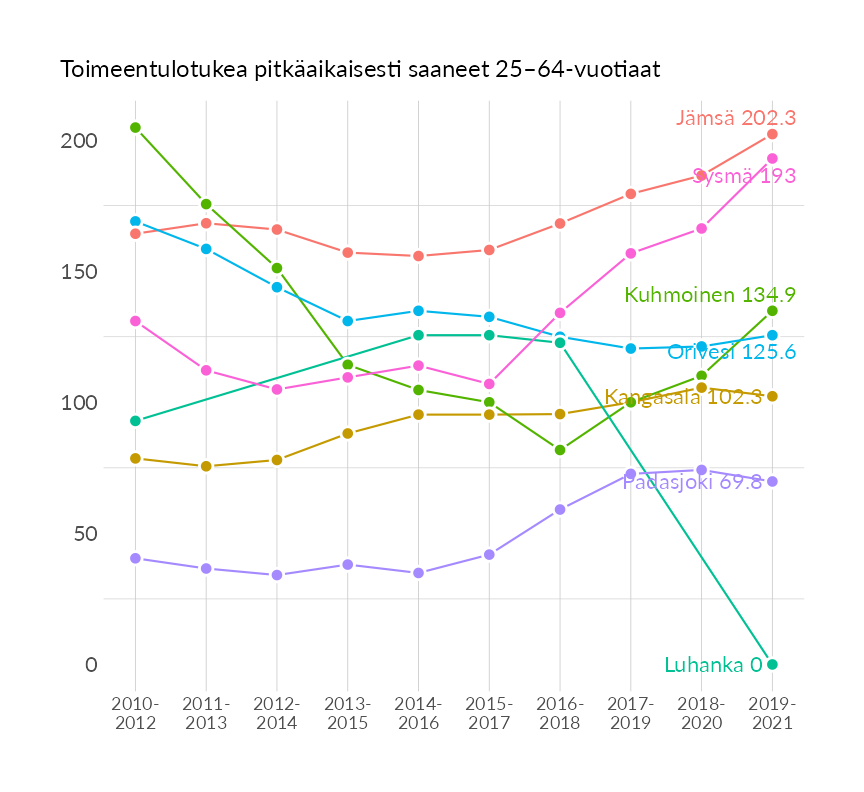 Toimeentulotukea pitkäaikaisesti saaneet 25–64-vuotiaat
200
150
100
50
0
Jämsä 202.3
Sysmä 193
Kuhmoinen 134.9
Orivesi 125.6
Kangasala 102.3
Padasjoki 69.8
Luhanka 0
2010- 2011- 2012- 2013- 2014- 2015- 2016- 2017- 2018- 2019-
2012 2013 2014 2015 2016 2017 2018 2019 2020 2021